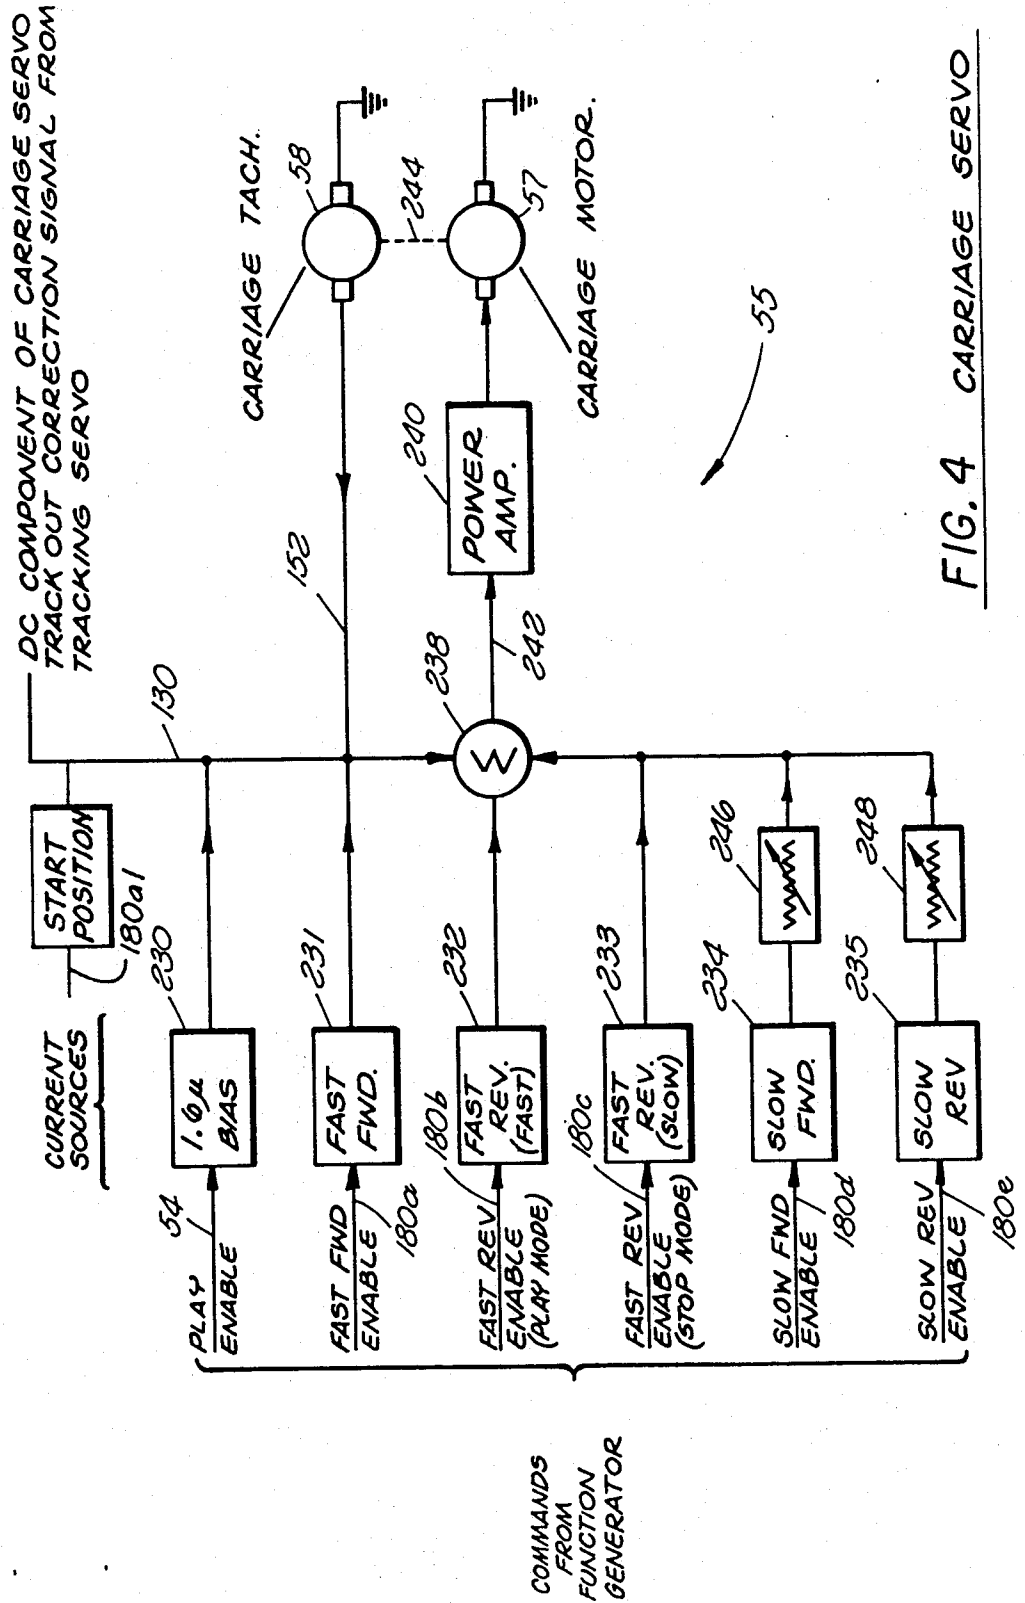 DC COMPONENT OF CARRIAGE SERVO
TRACK OUT CORRECTION SIGNAL FROM
TRACKING SERVO
130
START
POSITION
180a1
CURRENT
SOURCES
COMMANDS
FROM
FUNCTION
GENERATOR
PLAY
ENABLE
54
1.6µ
BIAS
230
FAST FWD
ENABLE
180a
FAST
FWD.
231
FAST REV
ENABLE
(PLAY MODE)
180b
FAST
REV.
(FAST)
232
FAST REV
ENABLE
(STOP MODE)
180c
FAST
REV.
(SLOW)
233
SLOW FWD
ENABLE
180d
SLOW
FWD.
234
246
SLOW REV
ENABLE
180e
SLOW
REV
235
248
152
Σ
238
242
POWER
AMP.
240
CARRIAGE TACH.
58
244
57
CARRIAGE MOTOR.
55
FIG. 4 CARRIAGE SERVO